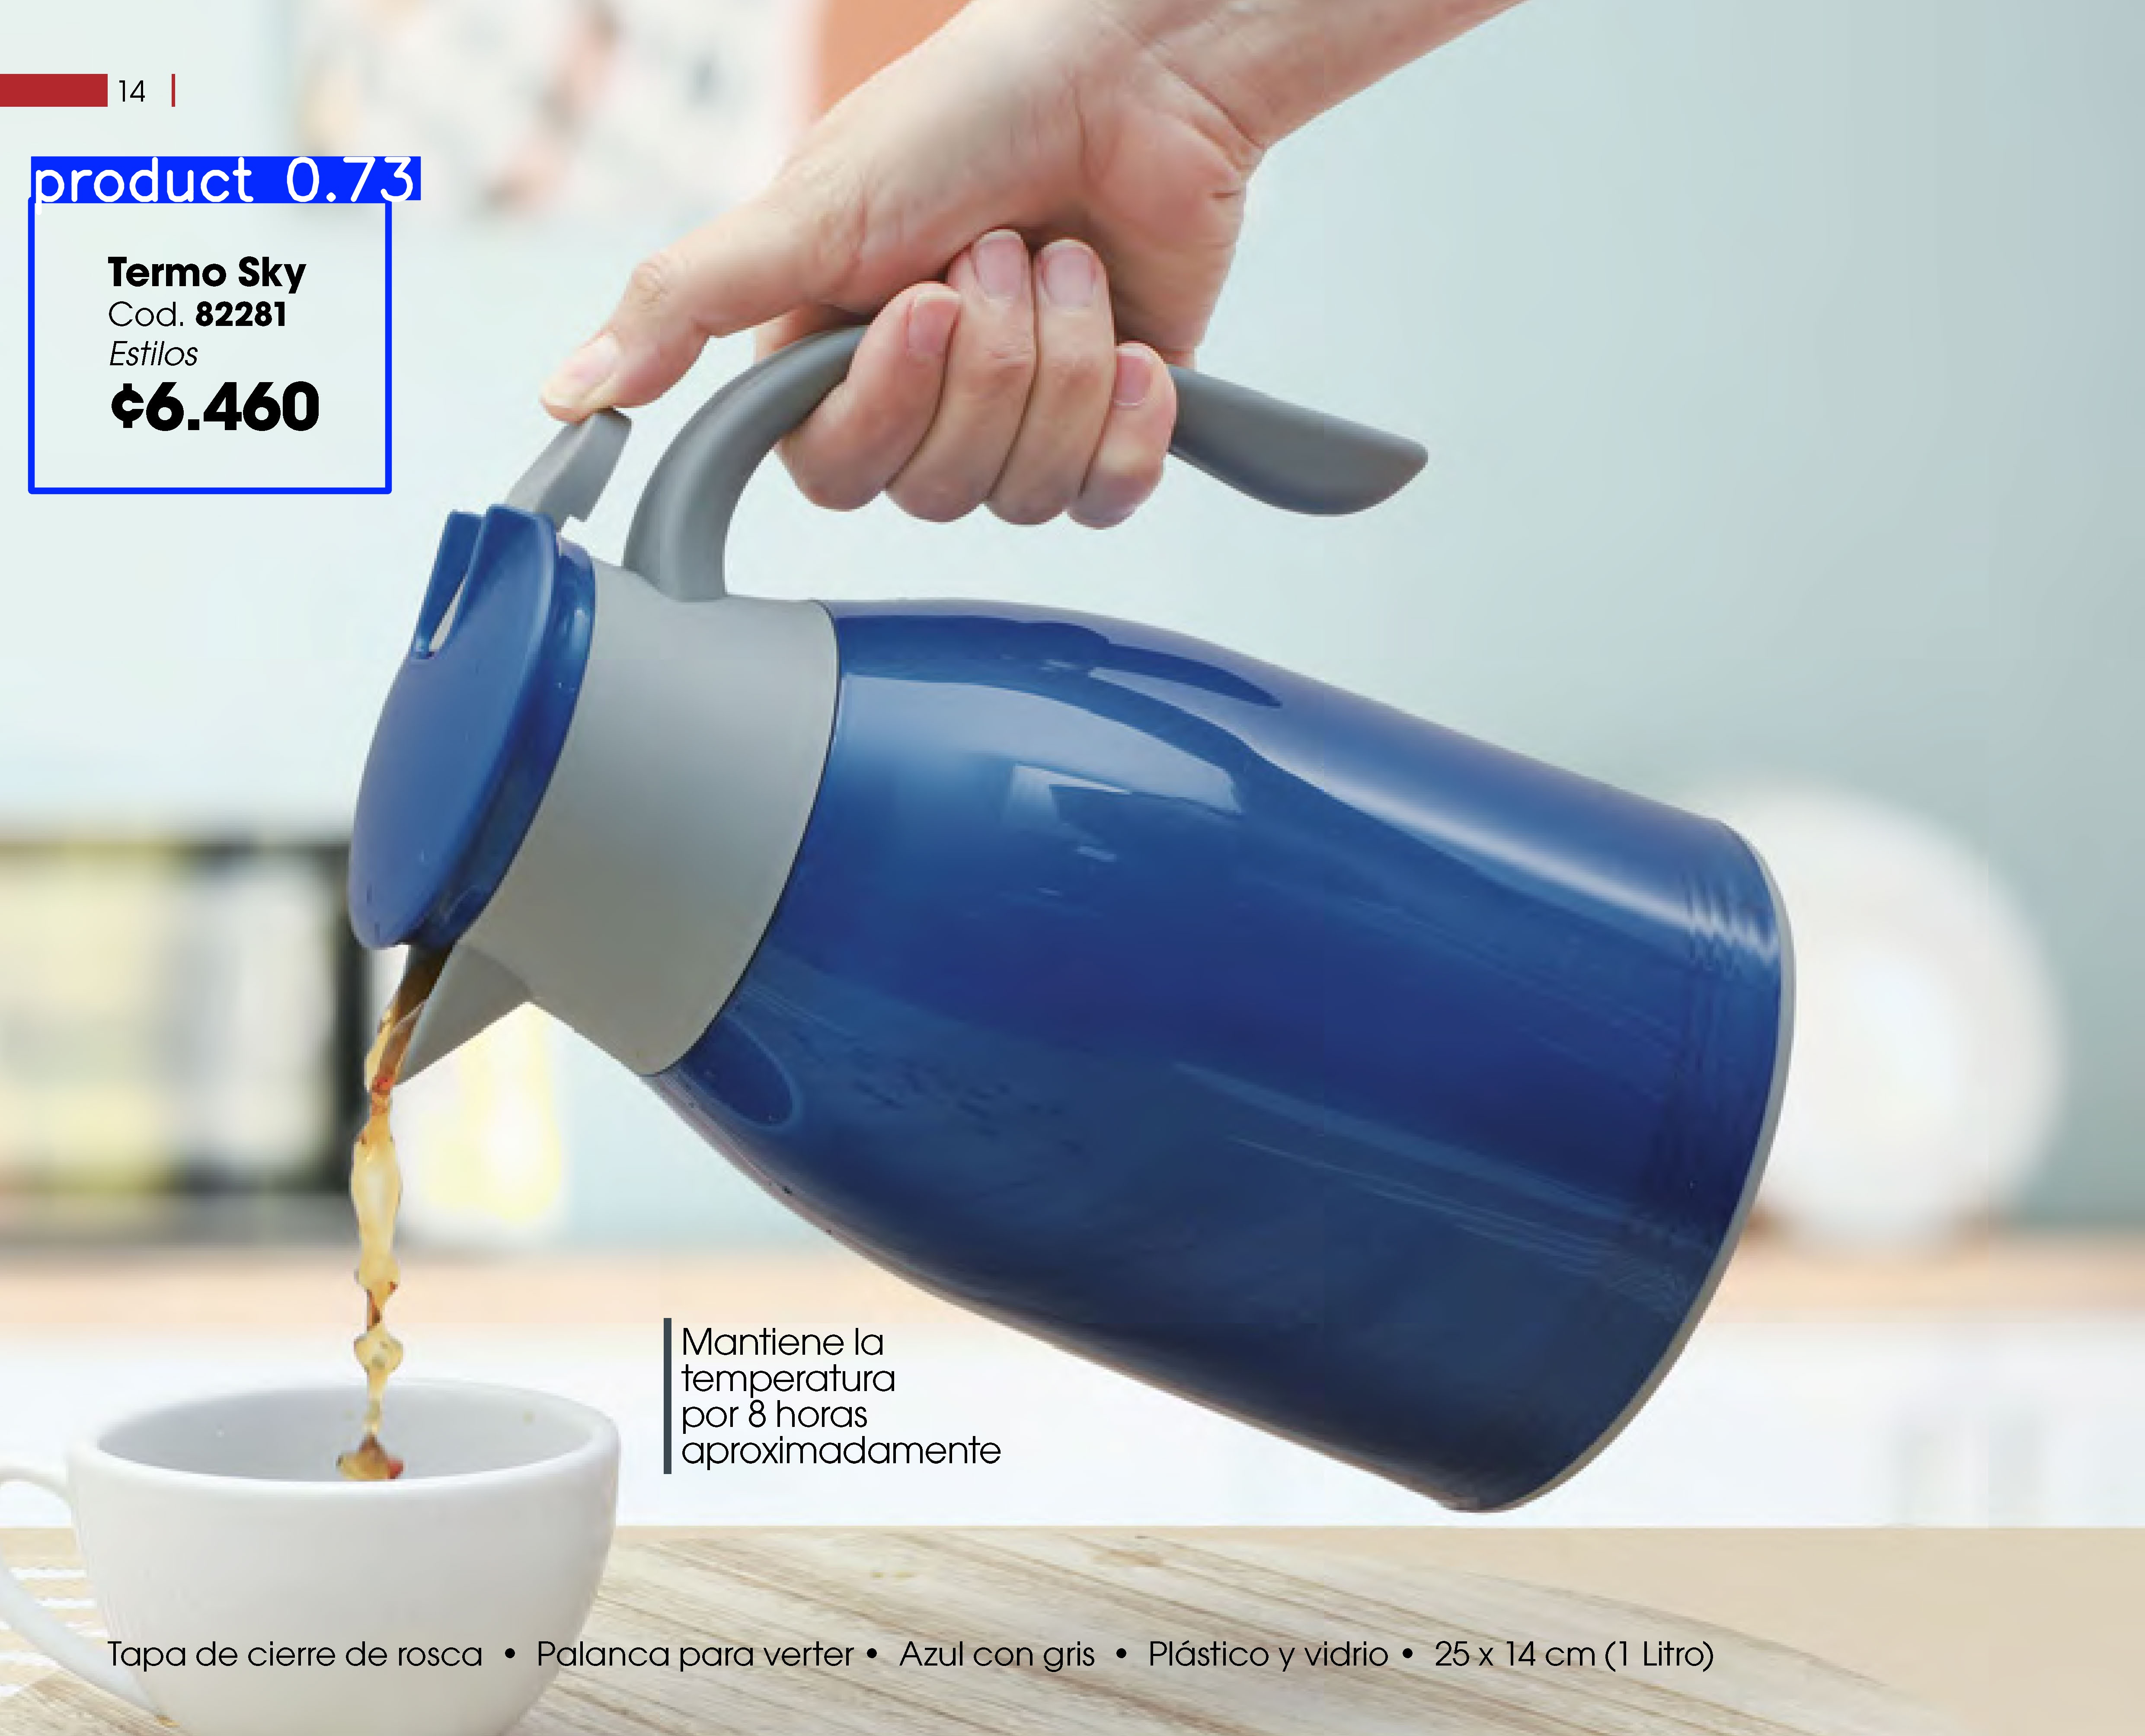 14
product 0.73
Termo Sky
Cod. 82281
Estilos
¢6.460
Mantiene la
temperatura
por 8 horas
aproximadamente
Tapa de cierre de rosca • Palanca para verter • Azul con gris • Plástico y vidrio • 25 x 14 cm (1 Litro)